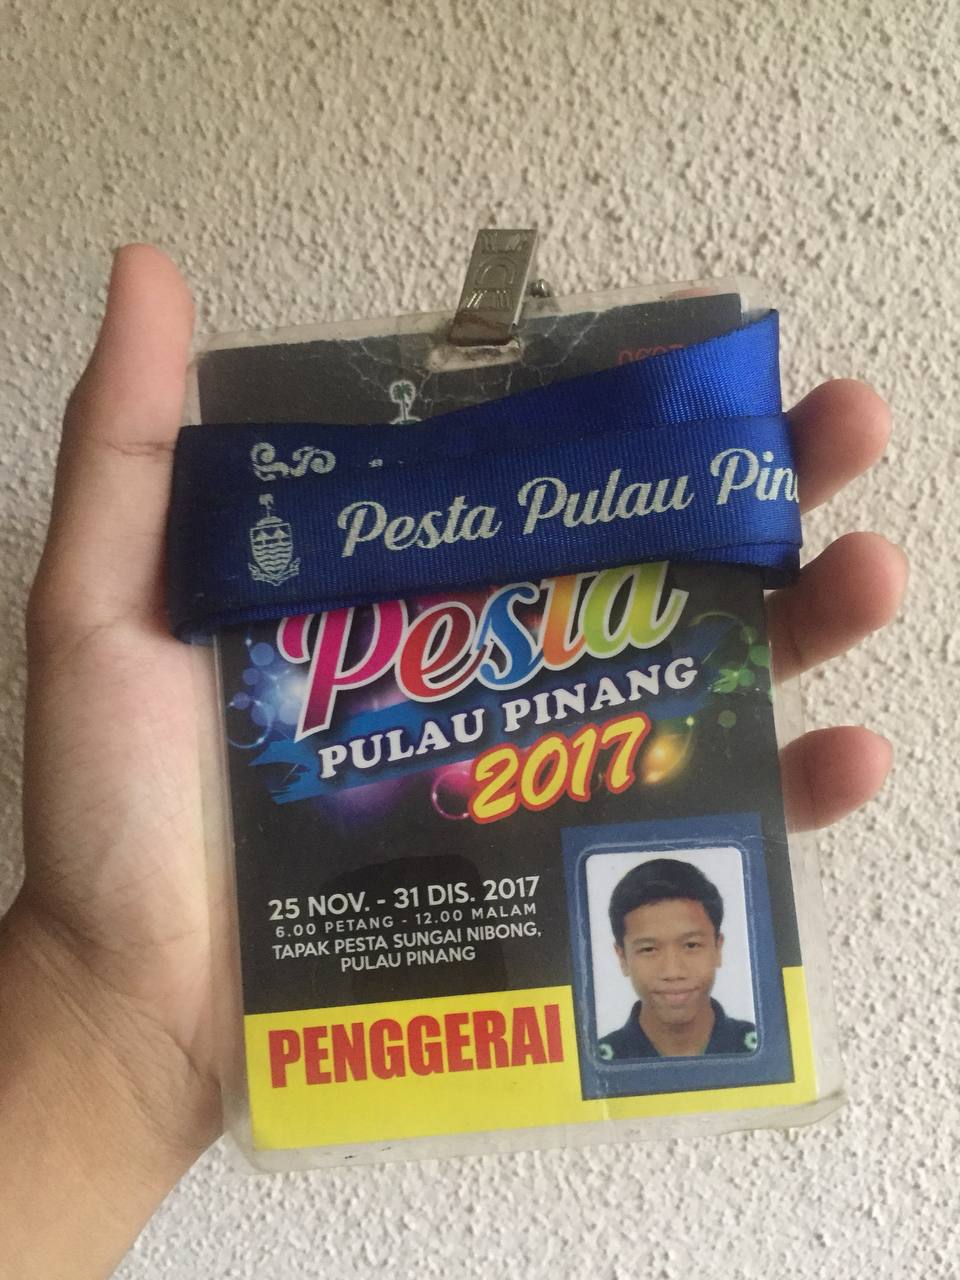 Pesta Pulau Pin
Pesta
PULAU PINANG
2017
25 NOV. - 31 DIS. 2017
6.00 PETANG - 12.00 MALAM
TAPAK PESTA SUNGAI NIBONG,
PULAU PINANG
PENGGERAI